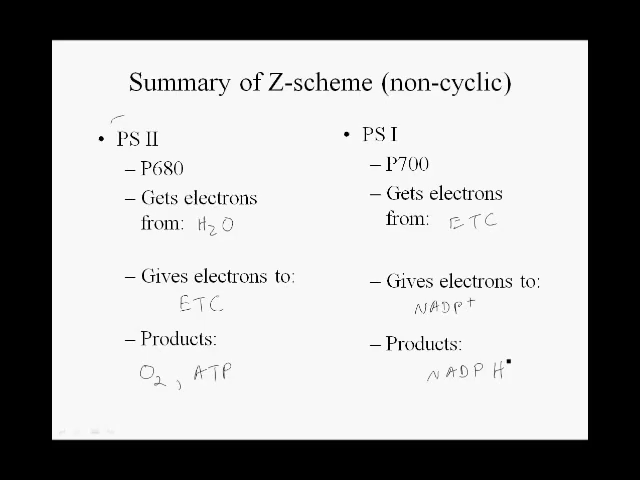 Summary of Z-scheme (non-cyclic)
• PS II
– P680
– Gets electrons
from: H₂O
– Gives electrons to:
ETC
– Products:
O₂, ATP
• PS I
– P700
– Gets electrons
from: ETC
– Gives electrons to:
NADP⁺
– Products:
NADPH